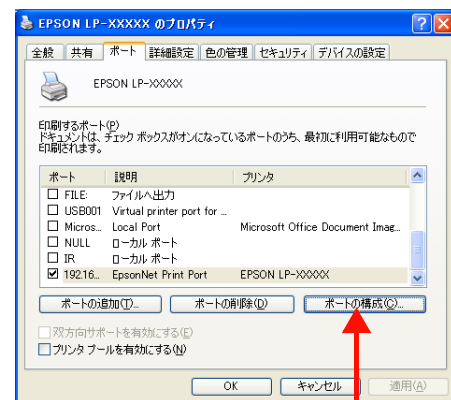 EPSON LP-XXXXX のプロパティ
全般 共有 ポート 詳細設定 色の管理 セキュリティ デバイスの設定
EPSON LP-XXXXX
印刷するポート(P)
ドキュメントは、チェック ボックスがオンになっているポートのうち、最初に利用可能なもので
印刷されます。
ポート 説明 プリンタ
FILE: ファイルへ出力
USB001 Virtual printer port for ...
Micros... Local Port Microsoft Office Document Imag...
NULL ローカル ポート
IR ローカル ポート
192.16... EpsonNet Print Port EPSON LP-XXXXX
ポートの追加(T)... ポートの削除(D) ポートの構成(C)...
双方向サポートを有効にする(E)
プリンタ プールを有効にする(N)
OK キャンセル 適用(A)